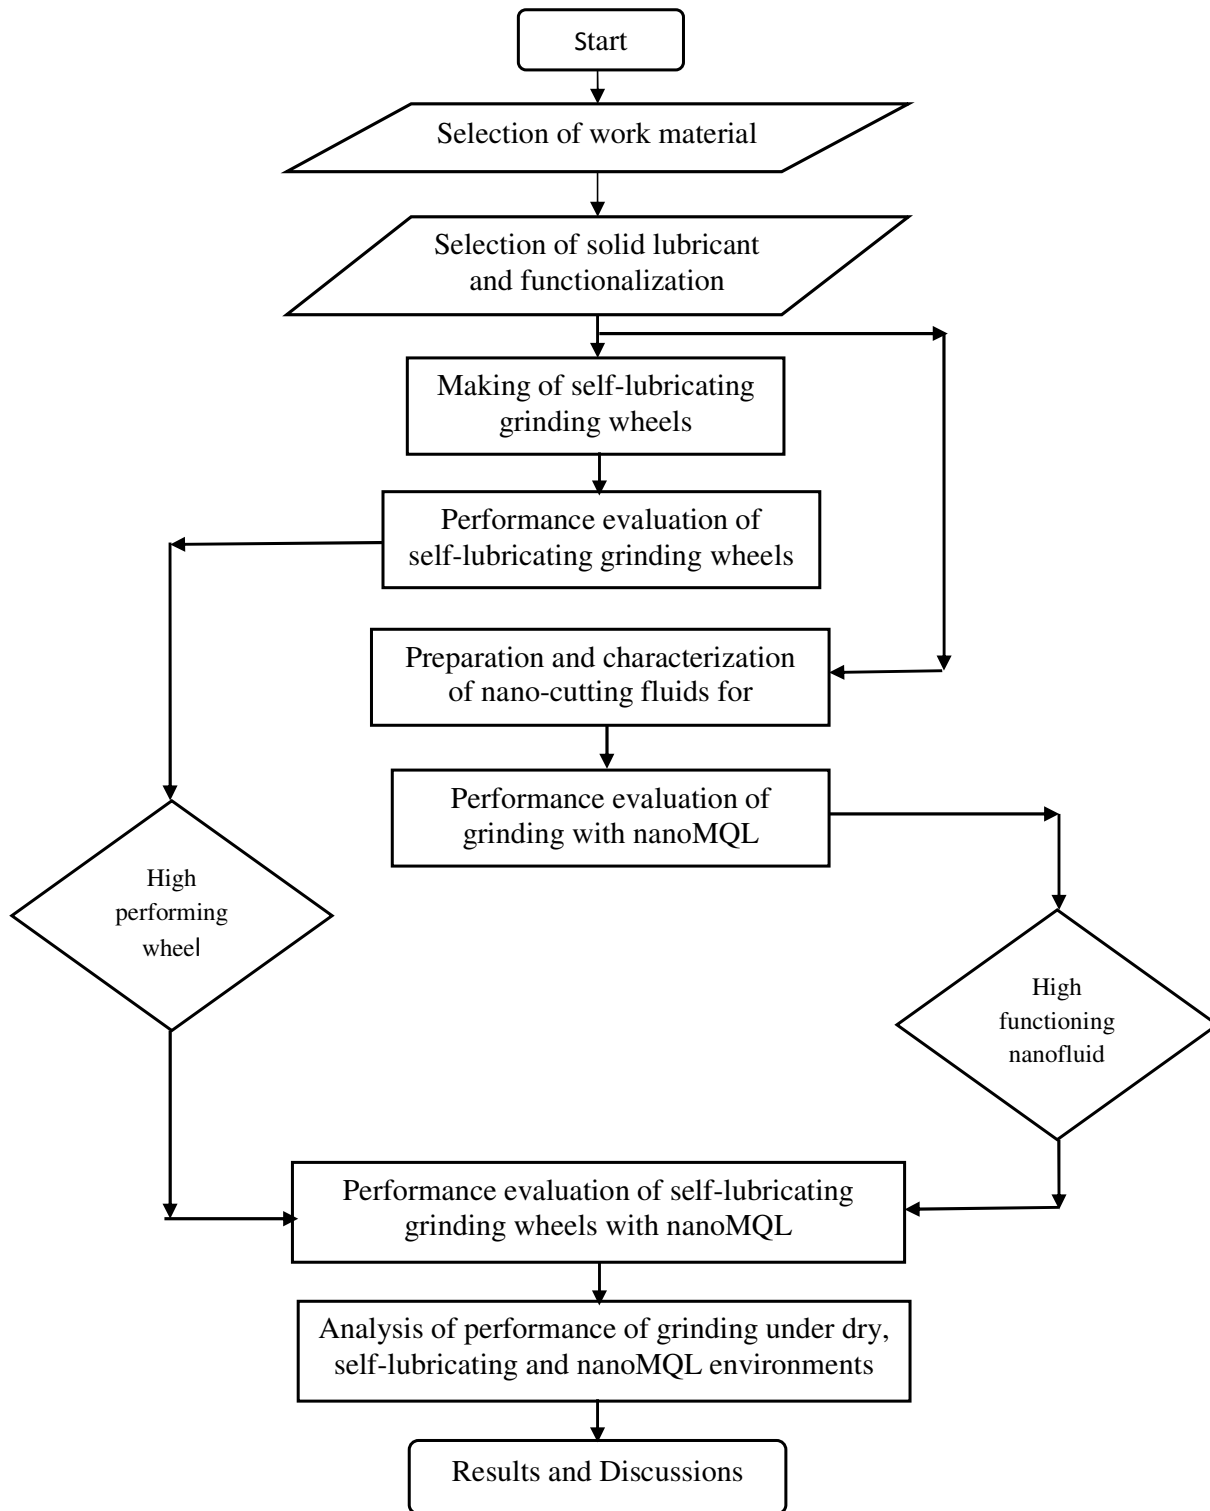 Start
Selection of work material
Selection of solid lubricant
and functionalization
Making of self-lubricating
grinding wheels
Performance evaluation of
self-lubricating grinding wheels
Preparation and characterization
of nano-cutting fluids for
Performance evaluation of
grinding with nanoMQL
High
performing
wheel
High
functioning
nanofluid
Performance evaluation of self-lubricating
grinding wheels with nanoMQL
Analysis of performance of grinding under dry,
self-lubricating and nanoMQL environments
Results and Discussions